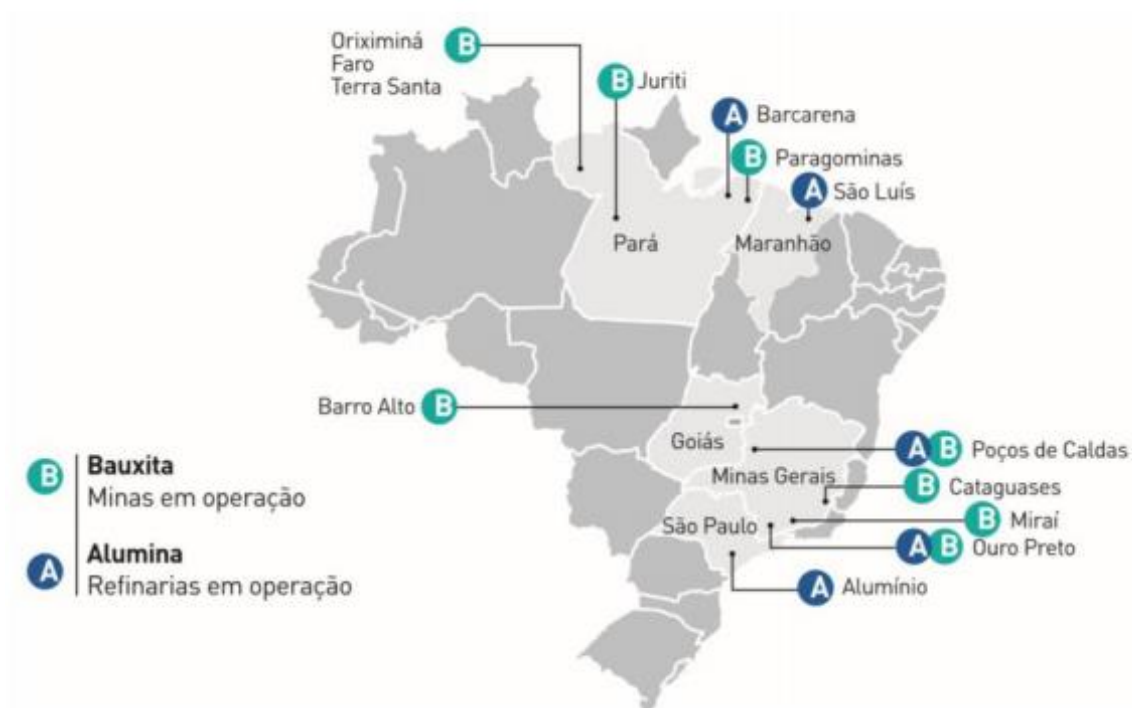 Oriximiná
Faro
Terra Santa
B
B Juriti
A Barcarena
B Paragominas
A São Luís
Pará
Maranhão
Barro Alto B
Goiás
A B Poços de Caldas
Minas Gerais
B Cataguases
B Miraí
São Paulo
A B Ouro Preto
A Alumínio
B Bauxita
Minas em operação
A Alumina
Refinarias em operação